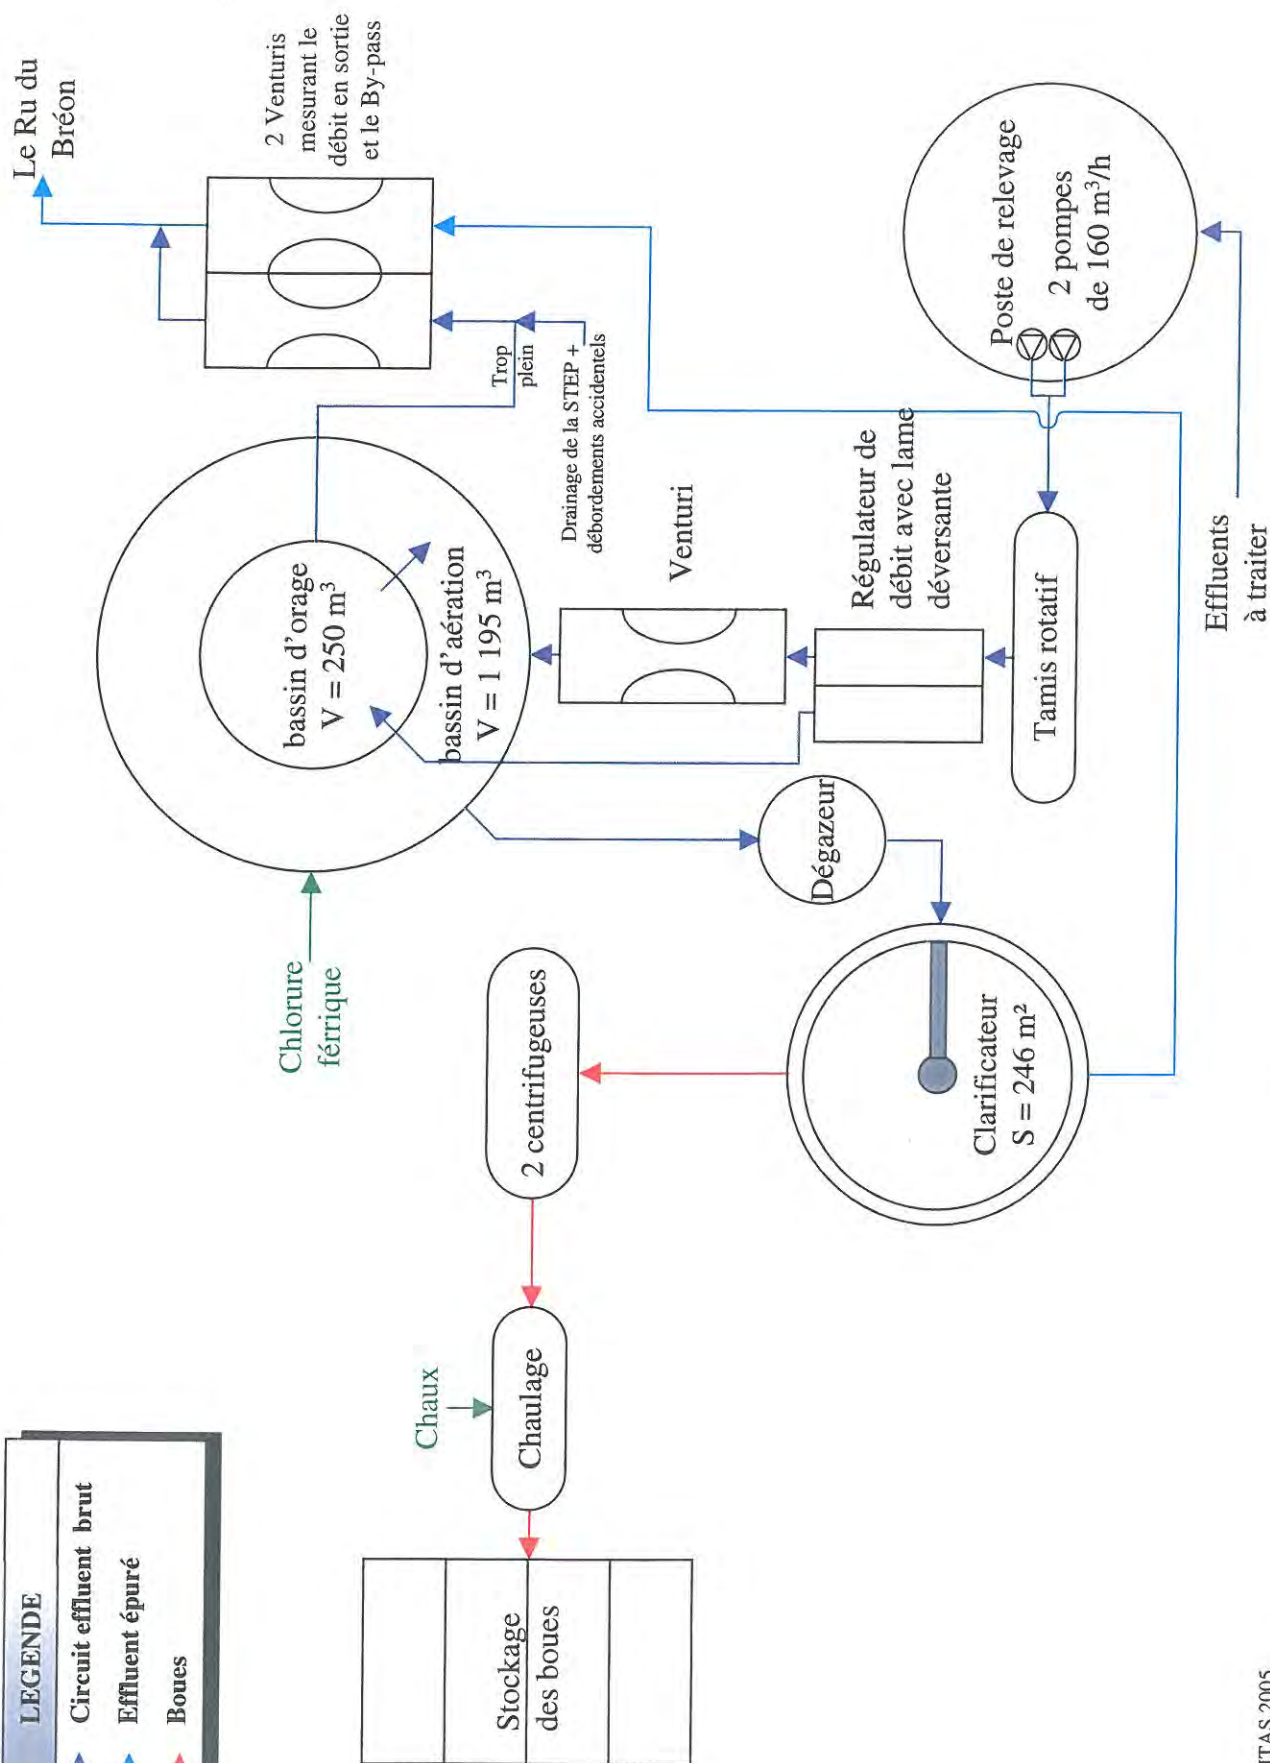 LEGENDE
Circuit effluent brut
Effluent épuré
Boues
Stockage
des boues
Chaux
Chaulage
2 centrifugeuses
Chlorure
férrique
Clarificateur
S = 246 m²
Dégazeur
bassin d'orage
V = 250 m³
bassin d'aération
V = 1 195 m³
Venturi
Régulateur de
débit avec lame
déversante
Tamis rotatif
Effluents
à traiter
Poste de relevage
2 pompes
de 160 m³/h
Trop
plein
Drainage de la STEP +
débordements accidentels
2 Venturis
mesurant le
débit en sortie
et le By-pass
Le Ru du
Bréon
2005